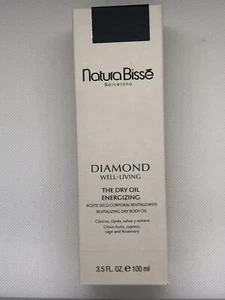 Natura Bissé
Barcelona
DIAMOND
WELL-LIVING
THE DRY OIL
ENERGIZING
ACEITE SECO CORPORAL REVITALIZANTE
REVITALIZING DRY BODY OIL
Cítricos, ciprés, salvia y romero
Citrus fruits, cypress,
sage and Rosemary
3.5 FL. OZ. ℮ 100 ml